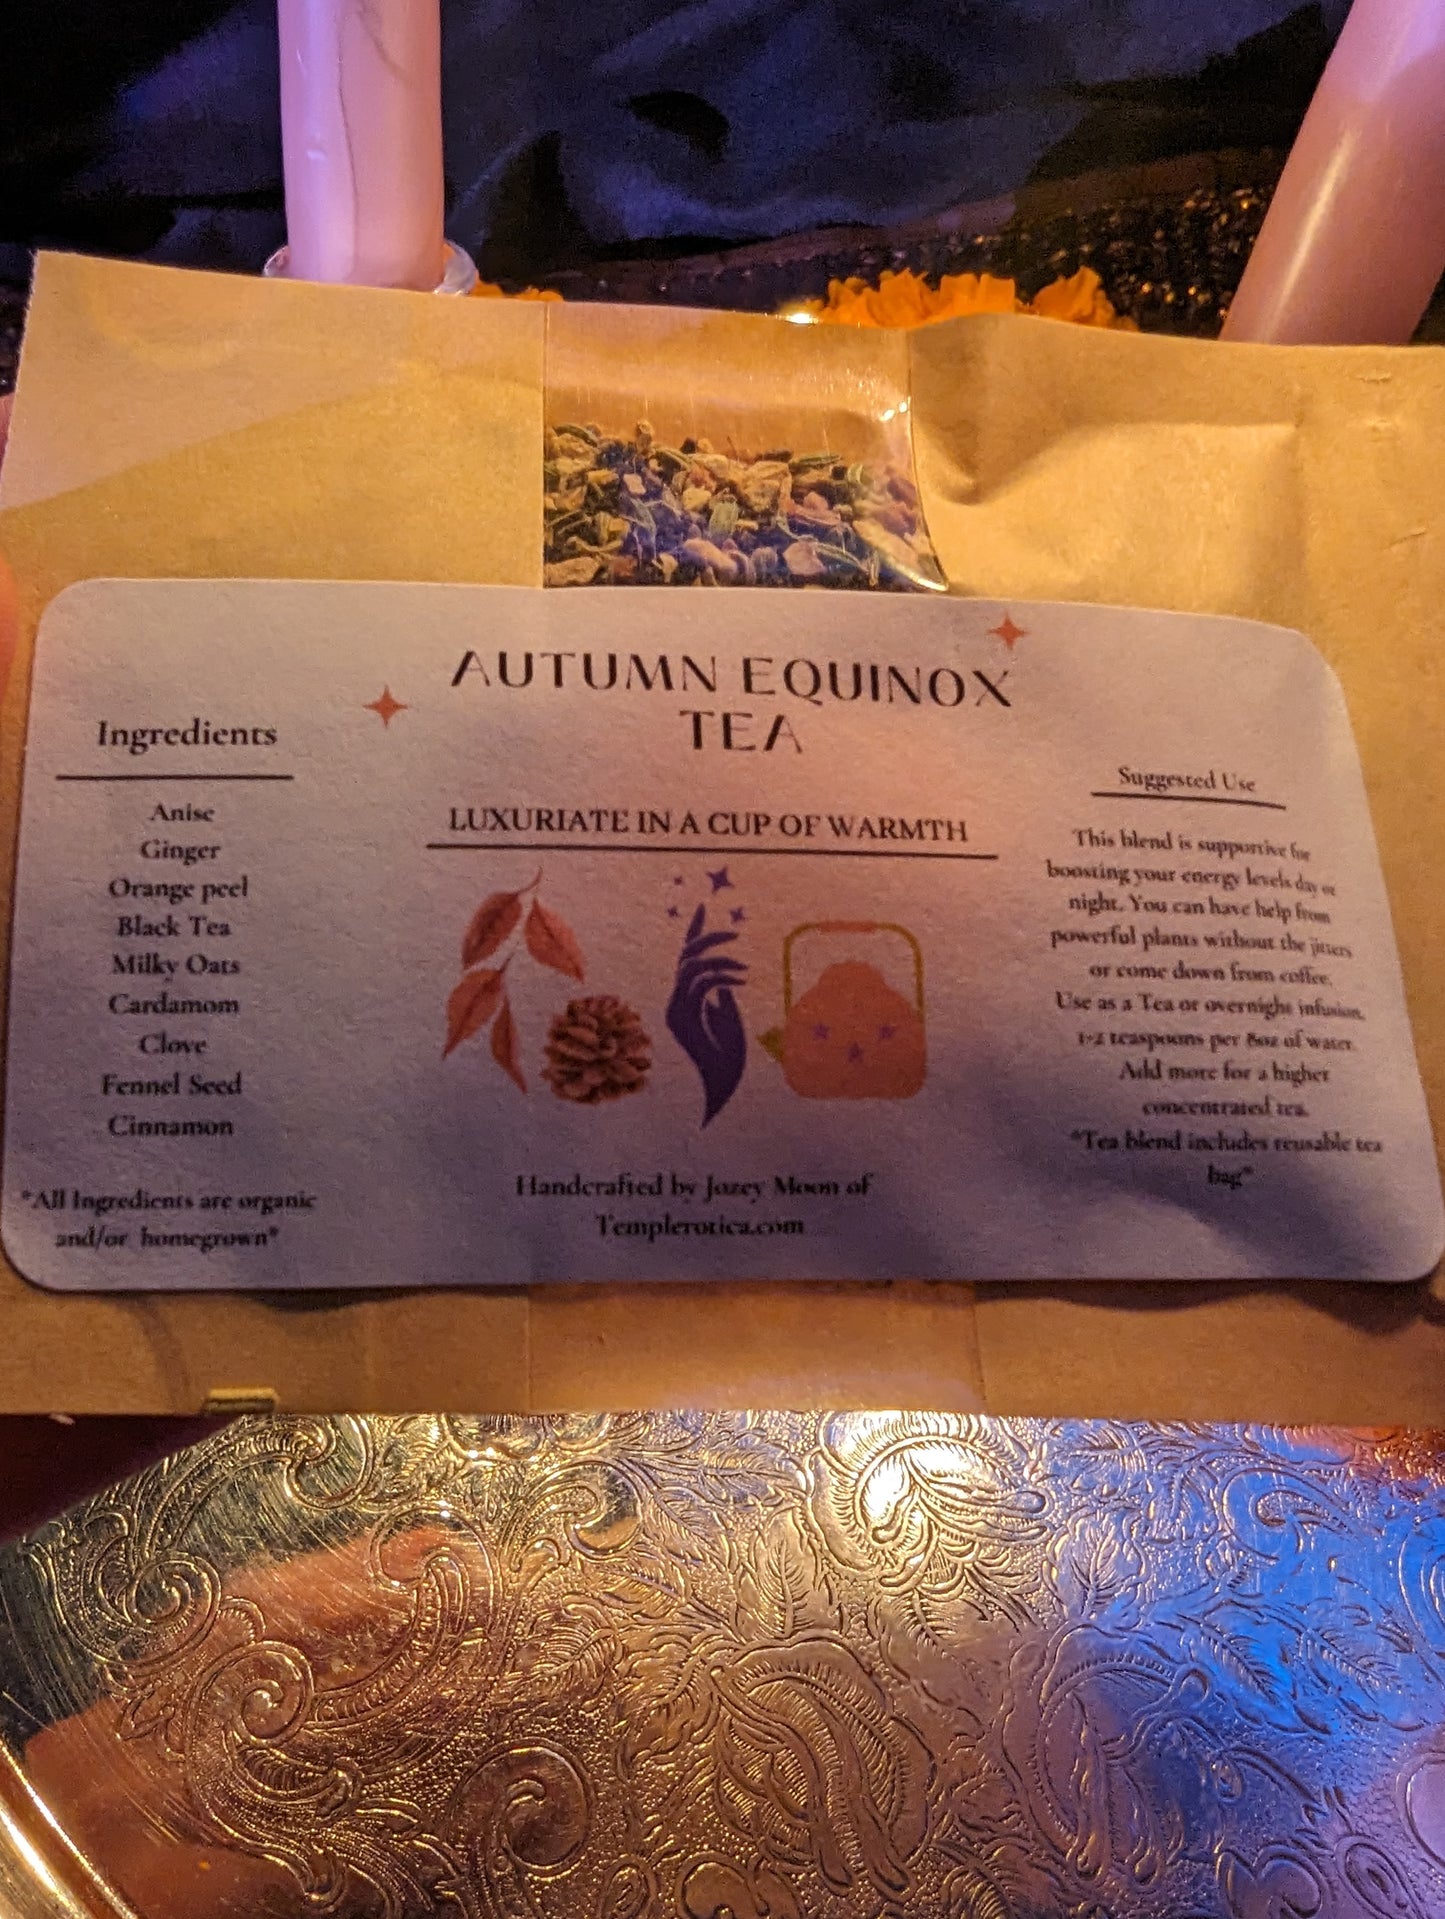 AUTUMN EQUINOX
TEA
LUXURIATE IN A CUP OF WARMTH
Ingredients
Anise
Ginger
Orange peel
Black Tea
Milky Oats
Cardamom
Clove
Fennel Seed
Cinnamon
*All Ingredients are organic
and/or homegrown*
Handcrafted by Jozey Moon of
Templerotica.com
Suggested Use
This blend is supportive for
boosting your energy levels day or
night. You can have help from
powerful plants without the jitters
or come down from coffee.
Use as a Tea or overnight infusion.
1-2 teaspoons per 8oz of water.
Add more for a higher
concentrated tea.
*Tea blend includes reusable tea
bag*